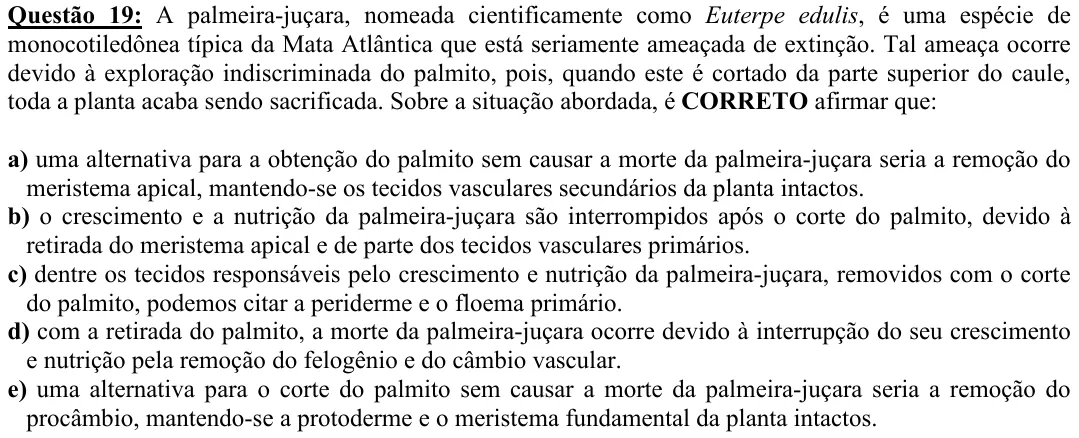 Questão 19: A palmeira-juçara, nomeada cientificamente como Euterpe edulis, é uma espécie de
monocotiledônea típica da Mata Atlântica que está seriamente ameaçada de extinção. Tal ameaça ocorre
devido à exploração indiscriminada do palmito, pois, quando este é cortado da parte superior do caule,
toda a planta acaba sendo sacrificada. Sobre a situação abordada, é CORRETO afirmar que:
a) uma alternativa para a obtenção do palmito sem causar a morte da palmeira-juçara seria a remoção do
meristema apical, mantendo-se os tecidos vasculares secundários da planta intactos.
b) o crescimento e a nutrição da palmeira-juçara são interrompidos após o corte do palmito, devido à
retirada do meristema apical e de parte dos tecidos vasculares primários.
c) dentre os tecidos responsáveis pelo crescimento e nutrição da palmeira-juçara, removidos com o corte
do palmito, podemos citar a periderme e o floema primário.
d) com a retirada do palmito, a morte da palmeira-juçara ocorre devido à interrupção do seu crescimento
e nutrição pela remoção do felogênio e do câmbio vascular.
e) uma alternativa para o corte do palmito sem causar a morte da palmeira-juçara seria a remoção do
procâmbio, mantendo-se a protoderme e o meristema fundamental da planta intactos.